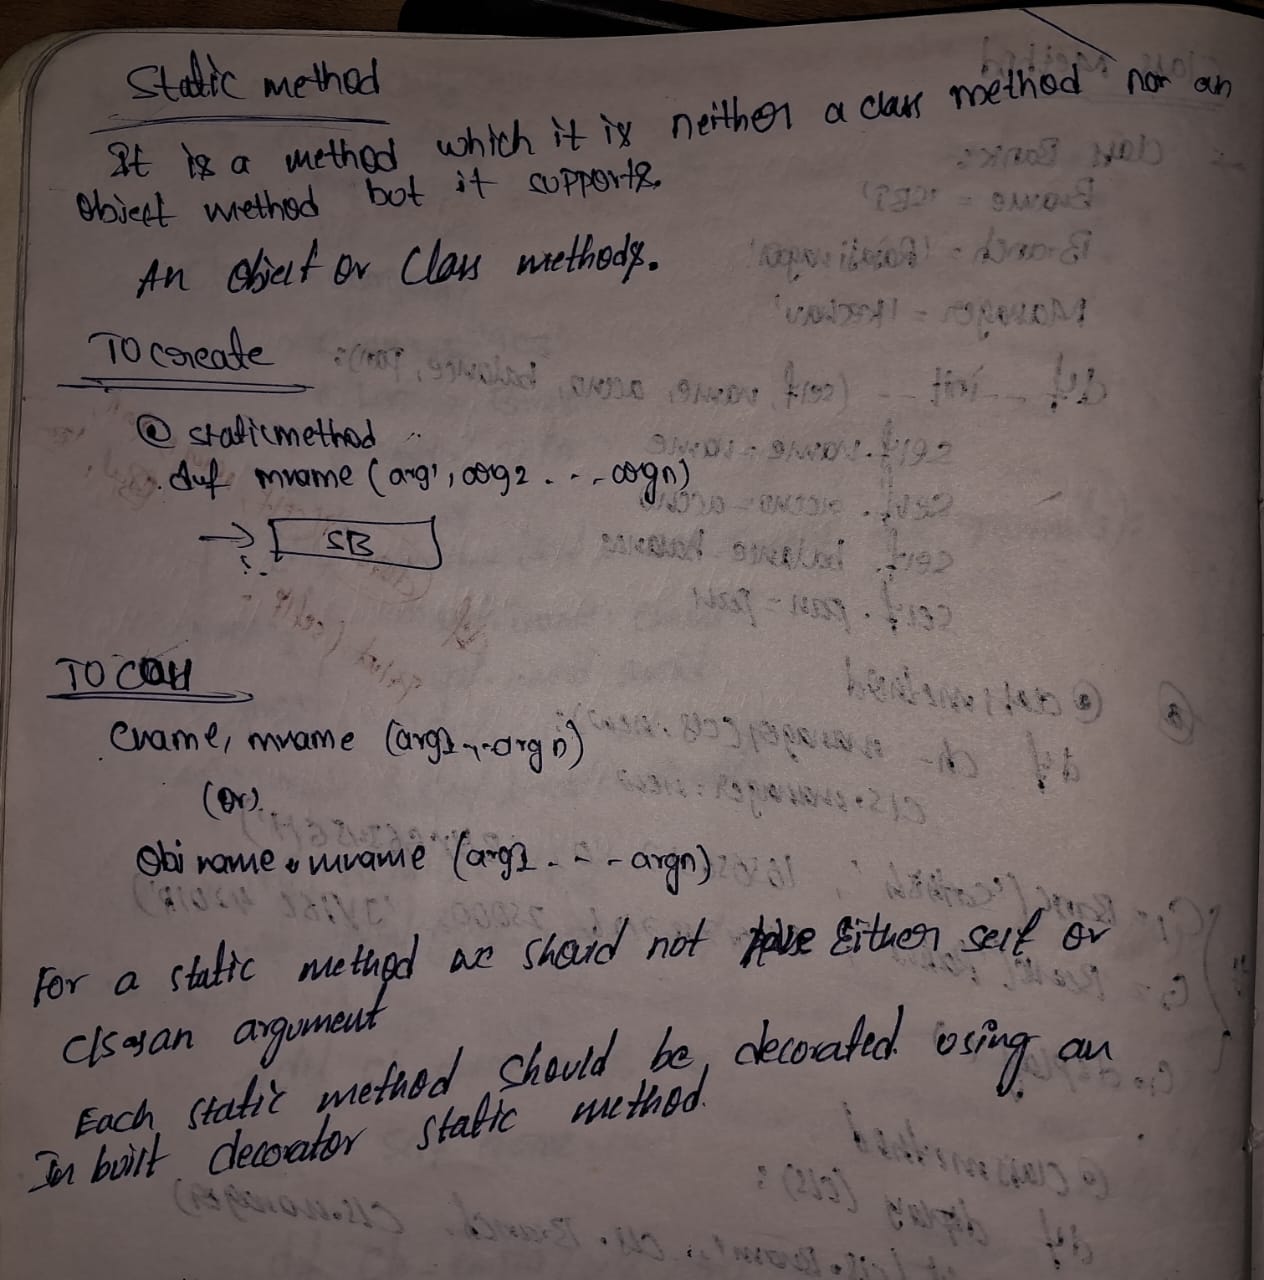 Static method
It is a method which it is neither a class method nor an
object method but it supports.
An object or class methods.
TO create
@ staticmethod
def mname (arg1, arg2 . . . argn)
→ SB
TO call
Cname, mname (arg1 . . argn)
(or)
Obj name . mname (arg1 . - - argn)
For a static method we should not have Either self or
Cls as an argument
Each static method should be decorated using an
In built decorator static method.